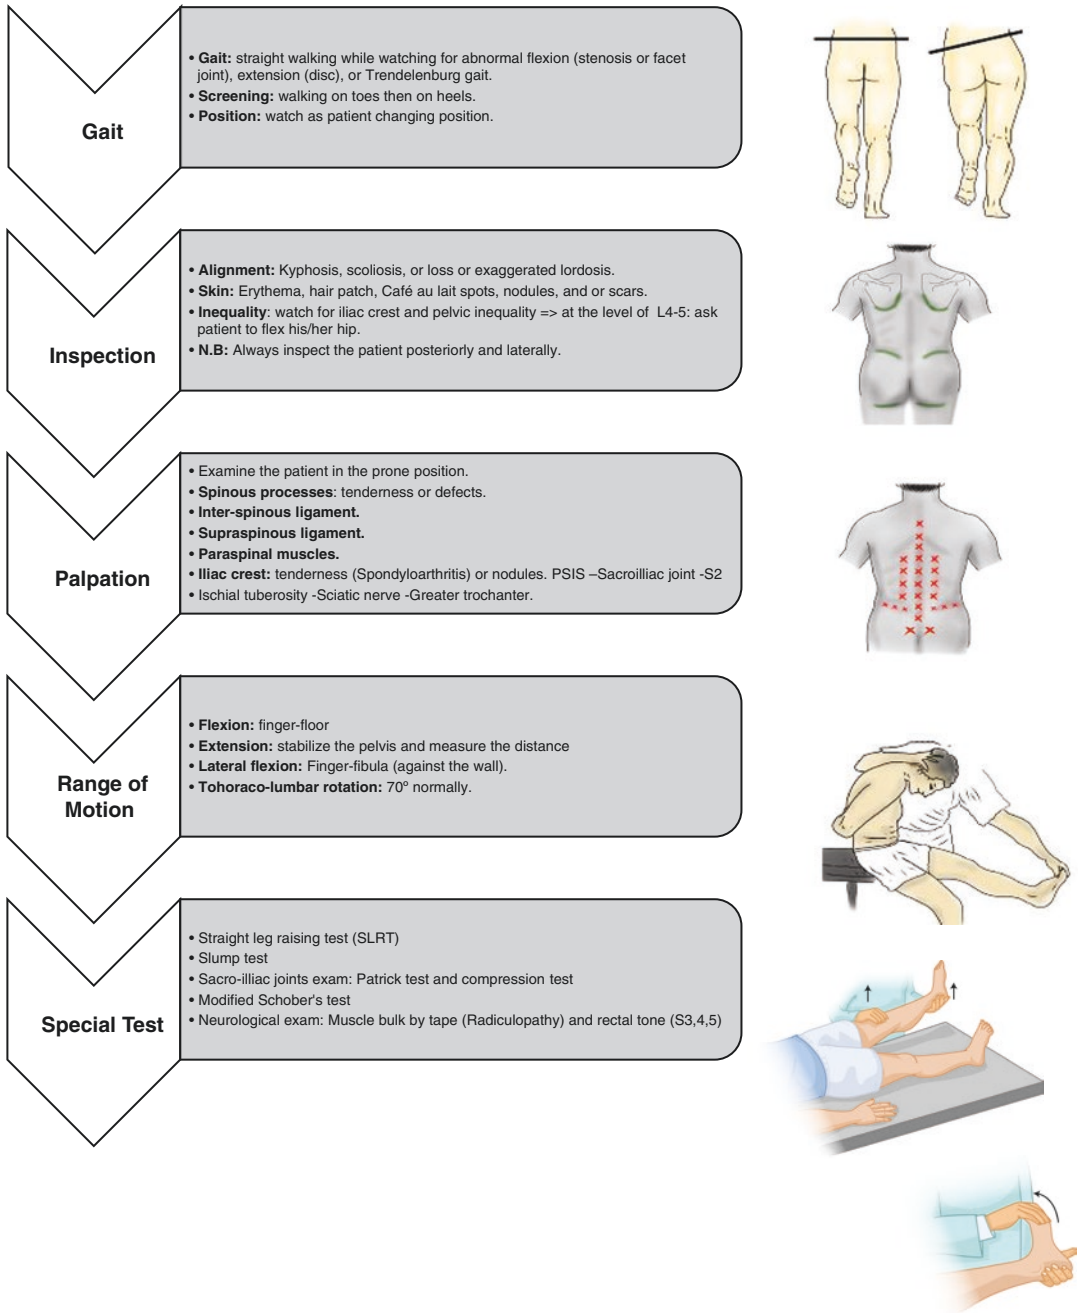 Gait
• Gait: straight walking while watching for abnormal flexion (stenosis or facet
joint), extension (disc), or Trendelenburg gait.
• Screening: walking on toes then on heels.
• Position: watch as patient changing position.
Inspection
• Alignment: Kyphosis, scoliosis, or loss or exaggerated lordosis.
• Skin: Erythema, hair patch, Café au lait spots, nodules, and or scars.
• Inequality: watch for iliac crest and pelvic inequality => at the level of L4-5: ask
patient to flex his/her hip.
• N.B: Always inspect the patient posteriorly and laterally.
Palpation
• Examine the patient in the prone position.
• Spinous processes: tenderness or defects.
• Inter-spinous ligament.
• Supraspinous ligament.
• Paraspinal muscles.
• Iliac crest: tenderness (Spondyloarthritis) or nodules. PSIS –Sacroilliac joint -S2
• Ischial tuberosity -Sciatic nerve -Greater trochanter.
Range of
Motion
• Flexion: finger-floor
• Extension: stabilize the pelvis and measure the distance
• Lateral flexion: Finger-fibula (against the wall).
• Tohoraco-lumbar rotation: 70º normally.
Special Test
• Straight leg raising test (SLRT)
• Slump test
• Sacro-illiac joints exam: Patrick test and compression test
• Modified Schober's test
• Neurological exam: Muscle bulk by tape (Radiculopathy) and rectal tone (S3,4,5)